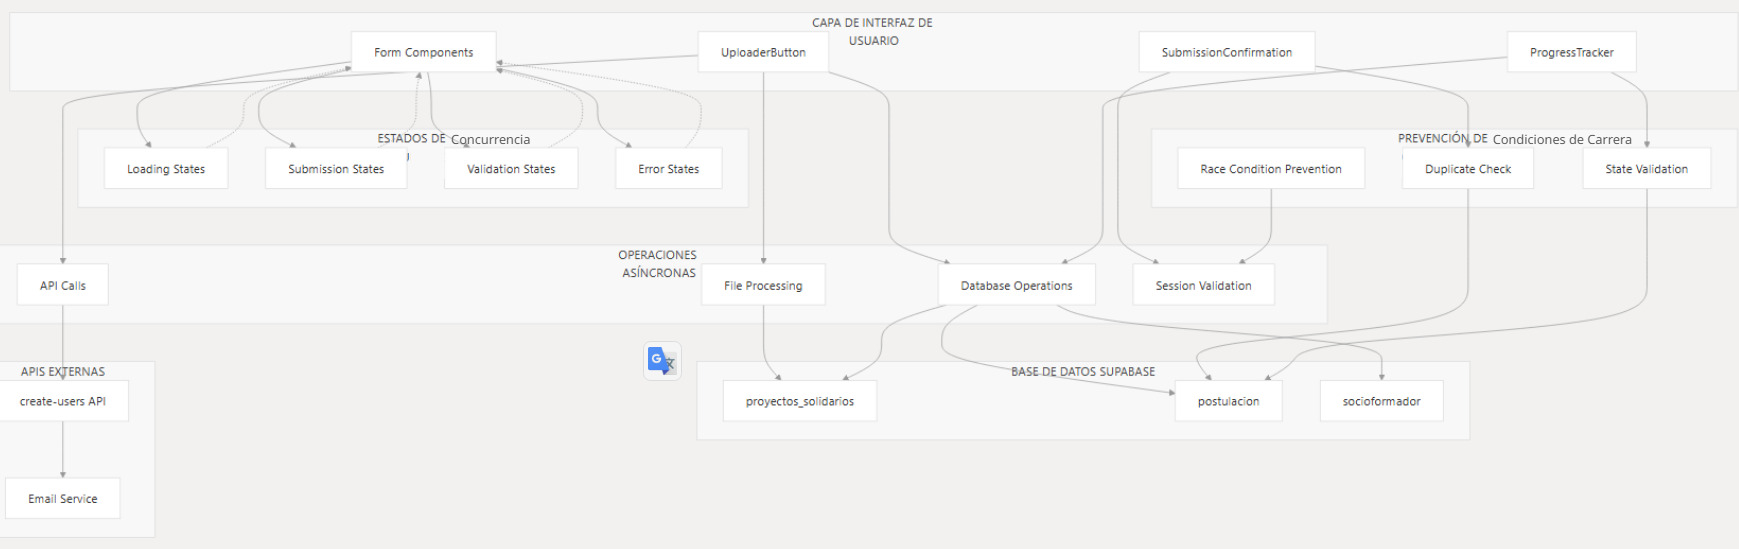 CAPA DE INTERFAZ DE
USUARIO
Form Components
UploaderButton
SubmissionConfirmation
ProgressTracker
ESTADOS DE Concurrencia
Loading States
Submission States
Validation States
Error States
PREVENCIÓN DE Condiciones de Carrera
Race Condition Prevention
Duplicate Check
State Validation
OPERACIONES
ASÍNCRONAS
API Calls
File Processing
Database Operations
Session Validation
APIS EXTERNAS
create-users API
Email Service
G
BASE DE DATOS SUPABASE
proyectos_solidarios
postulacion
socioformador